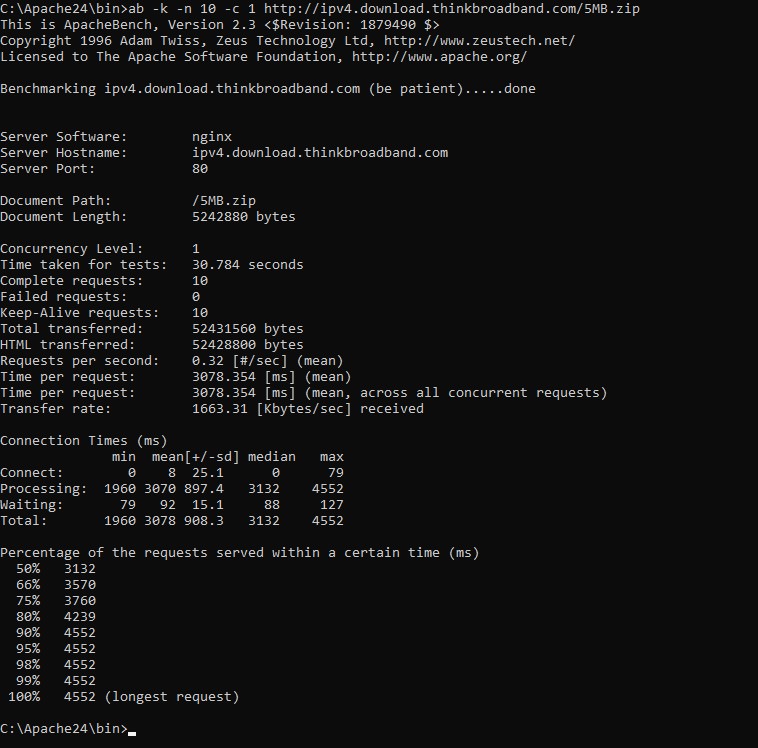 C:\Apache24\bin>ab -k -n 10 -c 1 http://ipv4.download.thinkbroadband.com/5MB.zip
This is ApacheBench, Version 2.3 <$Revision: 1879490 $>
Copyright 1996 Adam Twiss, Zeus Technology Ltd, http://www.zeustech.net/
Licensed to The Apache Software Foundation, http://www.apache.org/

Benchmarking ipv4.download.thinkbroadband.com (be patient).....done


Server Software:        nginx
Server Hostname:        ipv4.download.thinkbroadband.com
Server Port:            80

Document Path:          /5MB.zip
Document Length:        5242880 bytes

Concurrency Level:      1
Time taken for tests:   30.784 seconds
Complete requests:      10
Failed requests:        0
Keep-Alive requests:    10
Total transferred:      52431560 bytes
HTML transferred:       52428800 bytes
Requests per second:    0.32 [#/sec] (mean)
Time per request:       3078.354 [ms] (mean)
Time per request:       3078.354 [ms] (mean, across all concurrent requests)
Transfer rate:          1663.31 [Kbytes/sec] received

Connection Times (ms)
              min  mean[+/-sd] median   max
Connect:        0    8  25.1      0      79
Processing:  1960 3070 897.4   3132    4552
Waiting:       79   92  15.1     88     127
Total:       1960 3078 908.3   3132    4552

Percentage of the requests served within a certain time (ms)
  50%   3132
  66%   3570
  75%   3760
  80%   4239
  90%   4552
  95%   4552
  98%   4552
  99%   4552
 100%   4552 (longest request)

C:\Apache24\bin>